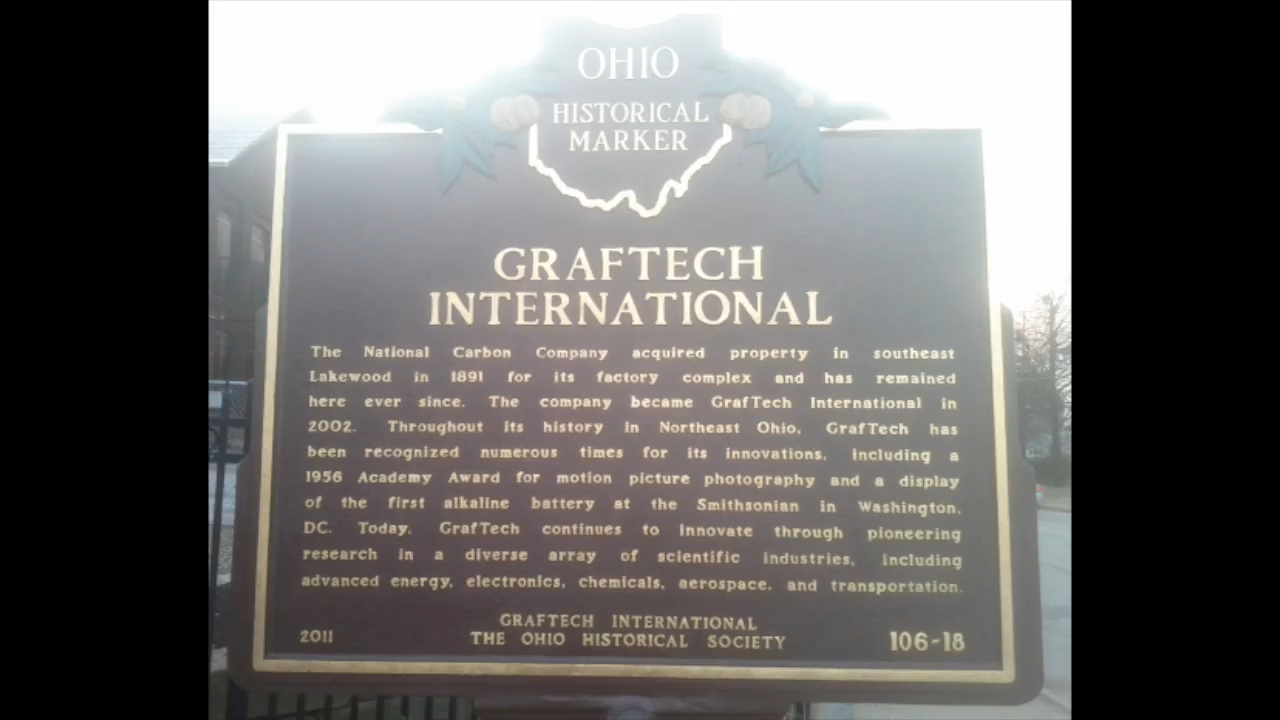 OHIO
HISTORICAL
MARKER
GRAFTECH
INTERNATIONAL
The National Carbon Company acquired property in southeast
Lakewood in 1891 for its factory complex and has remained
here ever since. The company became GrafTech International in
2002. Throughout its history in Northeast Ohio, GrafTech has
been recognized numerous times for its innovations, including a
1956 Academy Award for motion picture photography and a display
of the first alkaline battery at the Smithsonian in Washington,
DC. Today, GrafTech continues to innovate through pioneering
research in a diverse array of scientific industries, including
advanced energy, electronics, chemicals, aerospace, and transportation.
GRAFTECH INTERNATIONAL
2011 THE OHIO HISTORICAL SOCIETY 106-18